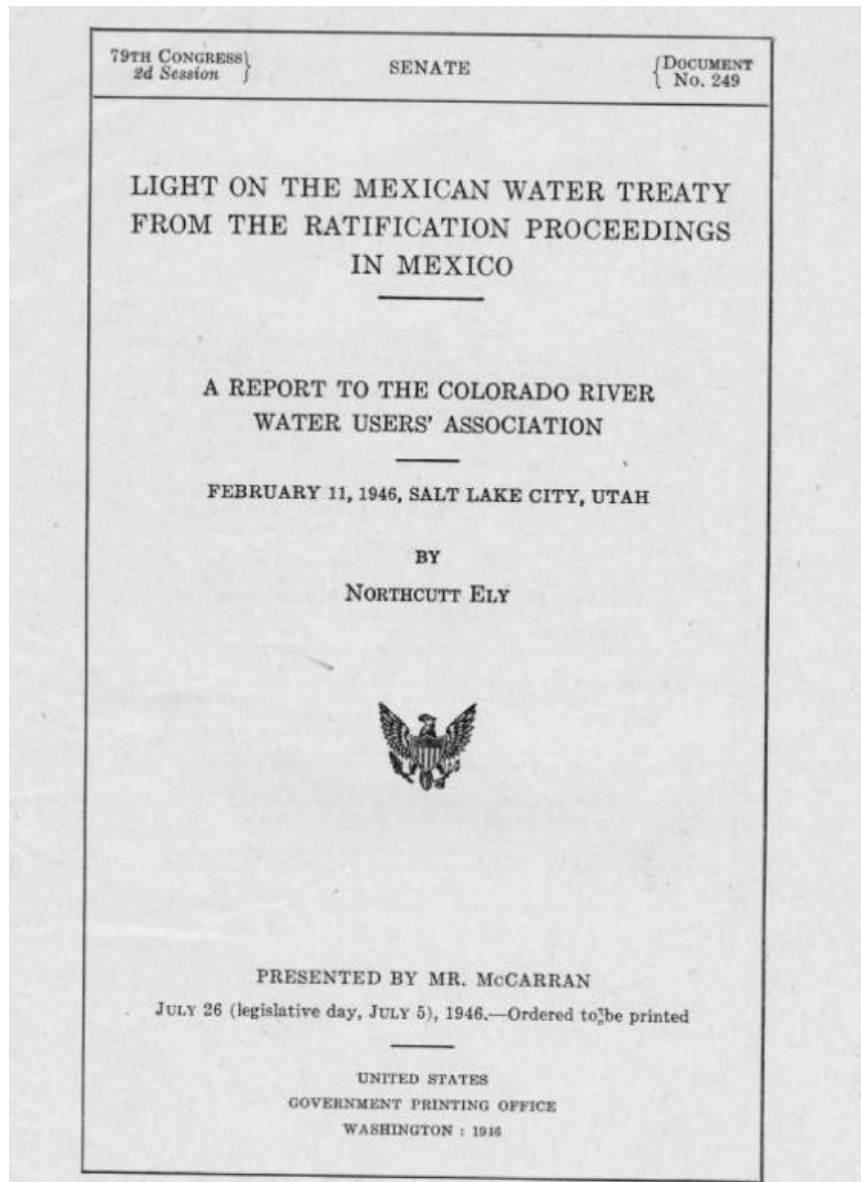 79TH CONGRESS } SENATE { DOCUMENT
2d Session } { No. 249
LIGHT ON THE MEXICAN WATER TREATY
FROM THE RATIFICATION PROCEEDINGS
IN MEXICO
A REPORT TO THE COLORADO RIVER
WATER USERS' ASSOCIATION
FEBRUARY 11, 1946, SALT LAKE CITY, UTAH
BY
NORTHCUTT ELY
PRESENTED BY MR. McCARRAN
JULY 26 (legislative day, JULY 5), 1946.—Ordered to be printed
UNITED STATES
GOVERNMENT PRINTING OFFICE
WASHINGTON : 1946